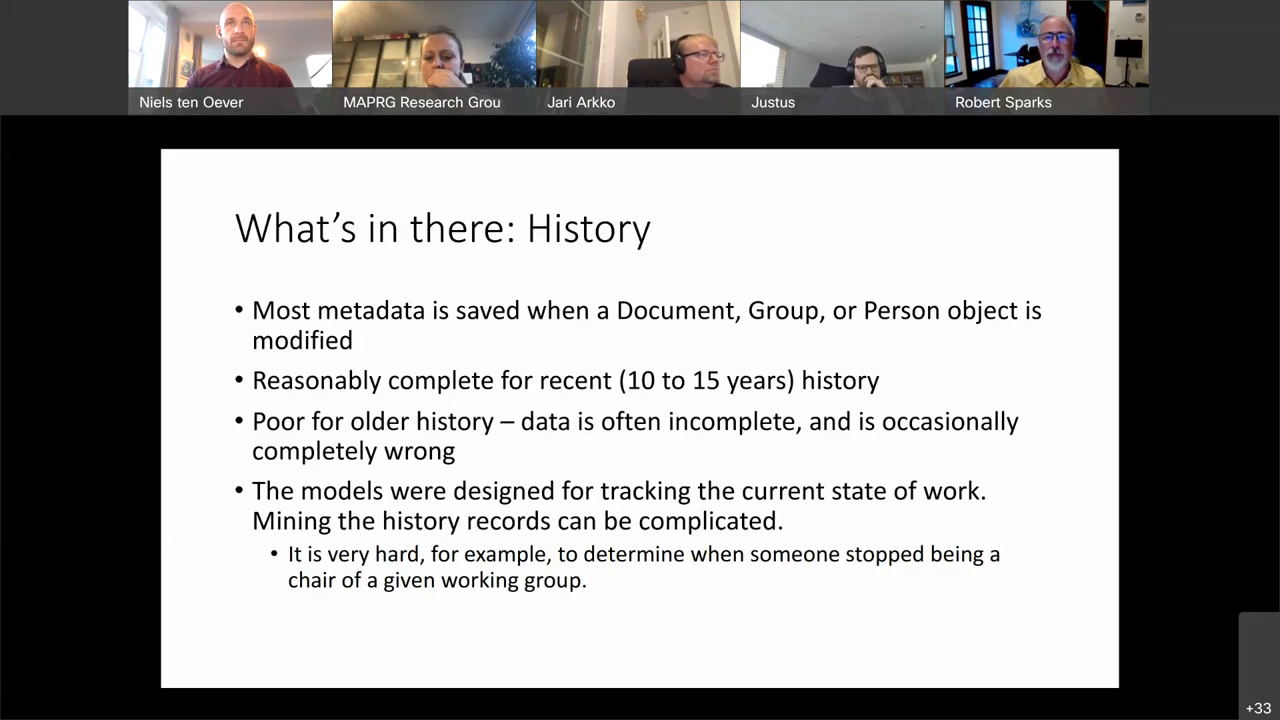 Niels ten Oever
MAPRG Research Grou
Jari Arkko
Justus
Robert Sparks
What's in there: History
• Most metadata is saved when a Document, Group, or Person object is
modified
• Reasonably complete for recent (10 to 15 years) history
• Poor for older history – data is often incomplete, and is occasionally
completely wrong
• The models were designed for tracking the current state of work.
Mining the history records can be complicated.
• It is very hard, for example, to determine when someone stopped being a
chair of a given working group.
+33